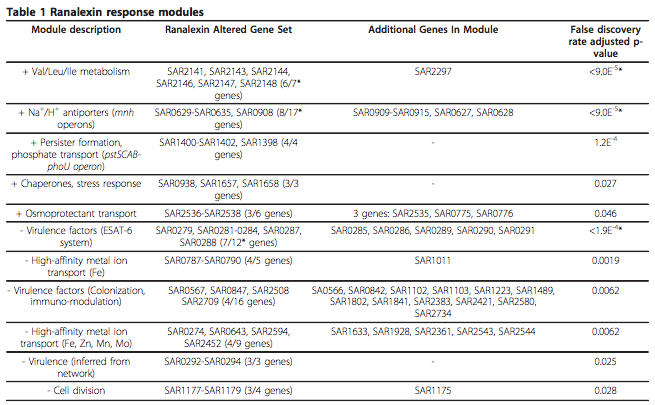 Table 1 Ranalexin response modules
Module description Ranalexin Altered Gene Set Additional Genes In Module False discovery
rate adjusted p-
value
+ Val/Leu/Ile metabolism SAR2141, SAR2143, SAR2144, SAR2297 <9.0E-5*
SAR2146, SAR2147, SAR2148 (6/7*
genes)
+ Na+/H+ antiporters (mnh SAR0629-SAR0635, SAR0908 (8/17* SAR0909-SAR0915, SAR0627, SAR0628 <9.0E-5*
operons) genes)
+ Persister formation, SAR1400-SAR1402, SAR1398 (4/4 - 1.2E-4
phosphate transport (pstSCAB- genes)
phoU operon)
+ Chaperones, stress response SAR0938, SAR1657, SAR1658 (3/3 - 0.027
genes)
+ Osmoprotectant transport SAR2536-SAR2538 (3/6 genes) 3 genes: SAR2535, SAR0775, SAR0776 0.046
- Virulence factors (ESAT-6 SAR0279, SAR0281-0284, SAR0287, SAR0285, SAR0286, SAR0289, SAR0290, SAR0291 <1.9E-4*
system) SAR0288 (7/12* genes)
- High-affinity metal ion SAR0787-SAR0790 (4/5 genes) SAR1011 0.0019
transport (Fe)
- Virulence factors (Colonization, SAR0567, SAR0847, SAR2508 SA0566, SAR0842, SAR1102, SAR1103, SAR1223, SAR1489, 0.0062
immuno-modulation) SAR2709 (4/16 genes) SAR1802, SAR1841, SAR2383, SAR2421, SAR2580,
SAR2734
- High-affinity metal ion SAR0274, SAR0643, SAR2594, SAR1633, SAR1928, SAR2361, SAR2543, SAR2544 0.0062
transport (Fe, Zn, Mn, Mo) SAR2452 (4/9 genes)
- Virulence (inferred from SAR0292-SAR0294 (3/3 genes) - 0.025
network)
- Cell division SAR1177-SAR1179 (3/4 genes) SAR1175 0.028